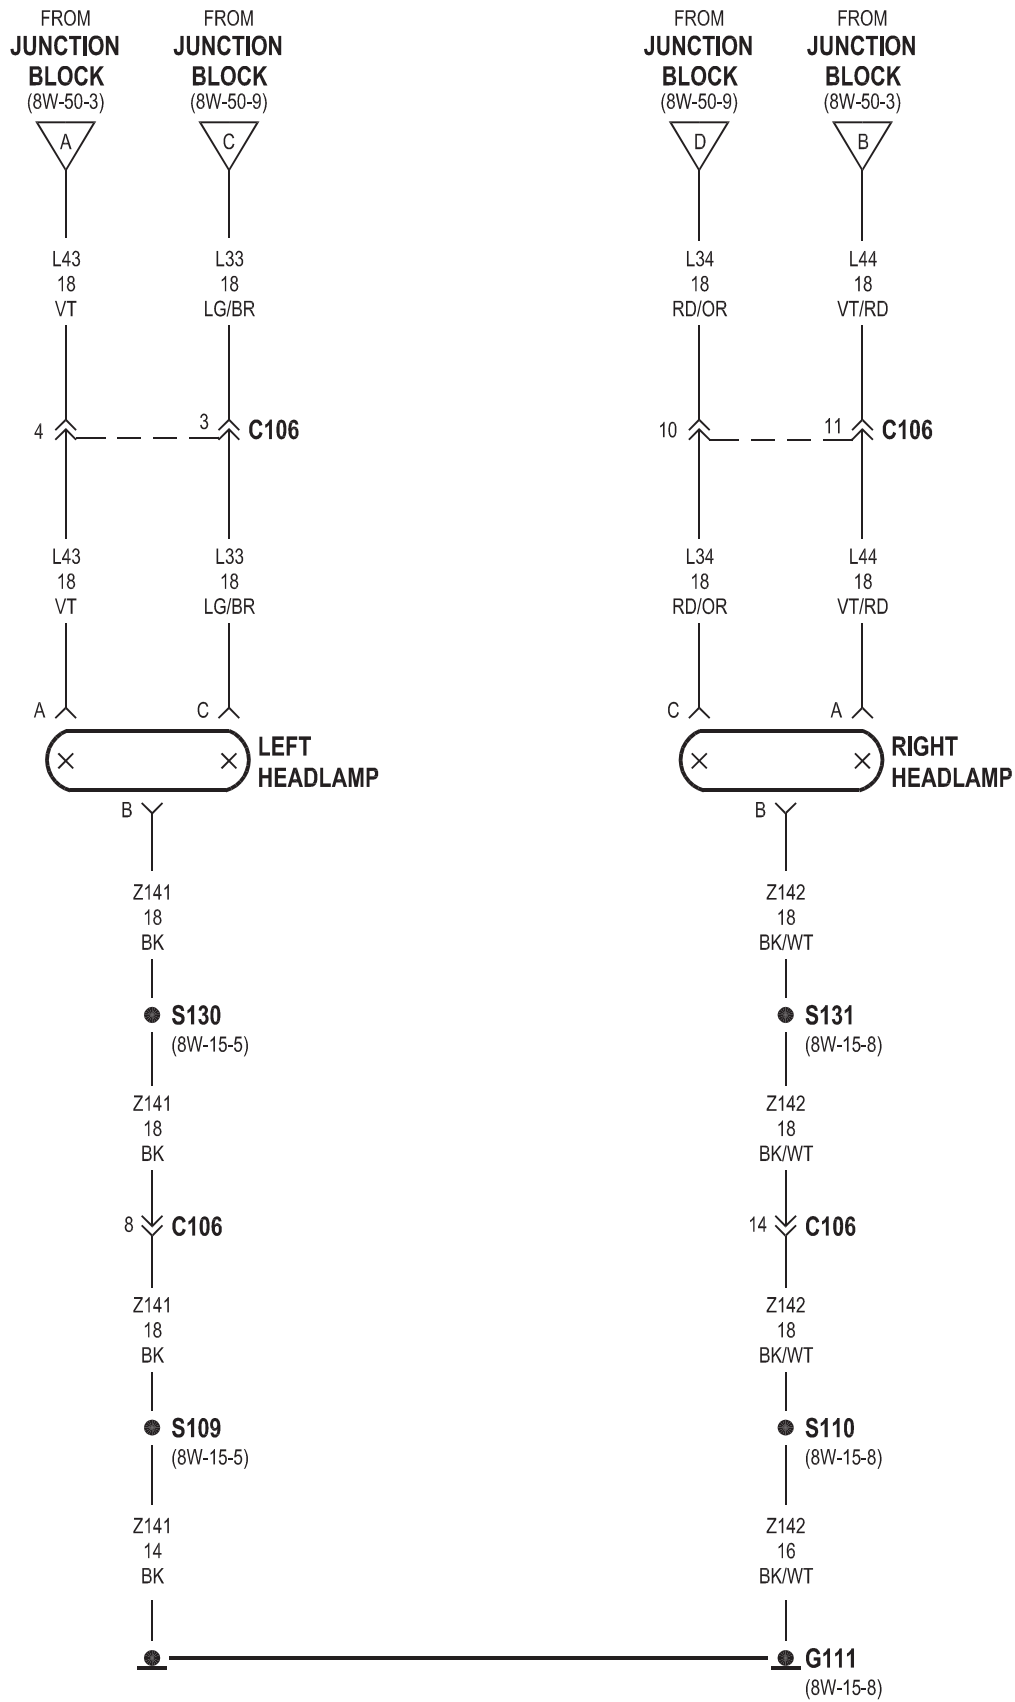 FROM
JUNCTION
BLOCK
(8W-50-3)
A
FROM
JUNCTION
BLOCK
(8W-50-9)
C
FROM
JUNCTION
BLOCK
(8W-50-9)
D
FROM
JUNCTION
BLOCK
(8W-50-3)
B
L43
18
VT
L33
18
LG/BR
L34
18
RD/OR
L44
18
VT/RD
4
3
C106
10
11
C106
L43
18
VT
L33
18
LG/BR
L34
18
RD/OR
L44
18
VT/RD
A
C
LEFT
HEADLAMP
C
A
RIGHT
HEADLAMP
B
B
Z141
18
BK
Z142
18
BK/WT
S130
(8W-15-5)
S131
(8W-15-8)
Z141
18
BK
Z142
18
BK/WT
8
C106
14
C106
Z141
18
BK
Z142
18
BK/WT
S109
(8W-15-5)
S110
(8W-15-8)
Z141
14
BK
Z142
16
BK/WT
G111
(8W-15-8)